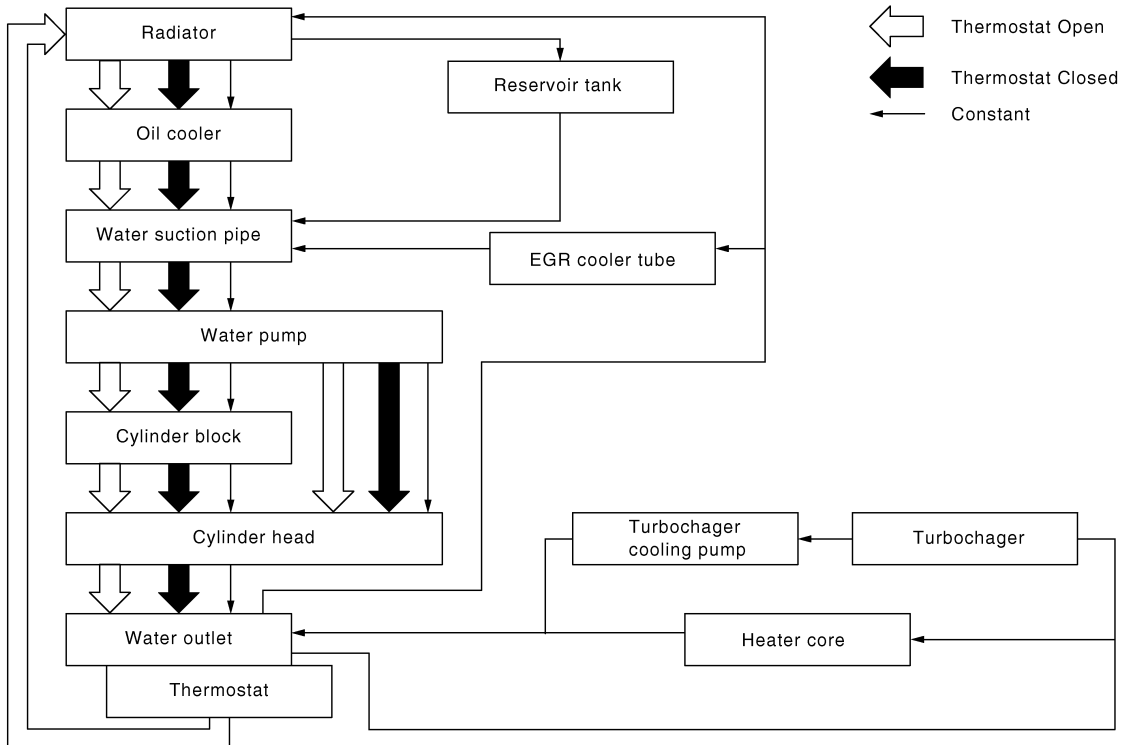 Radiator
Thermostat Open
Reservoir tank
Thermostat Closed
Constant
Oil cooler
Water suction pipe
EGR cooler tube
Water pump
Cylinder block
Cylinder head
Turbochager
cooling pump
Turbochager
Water outlet
Heater core
Thermostat